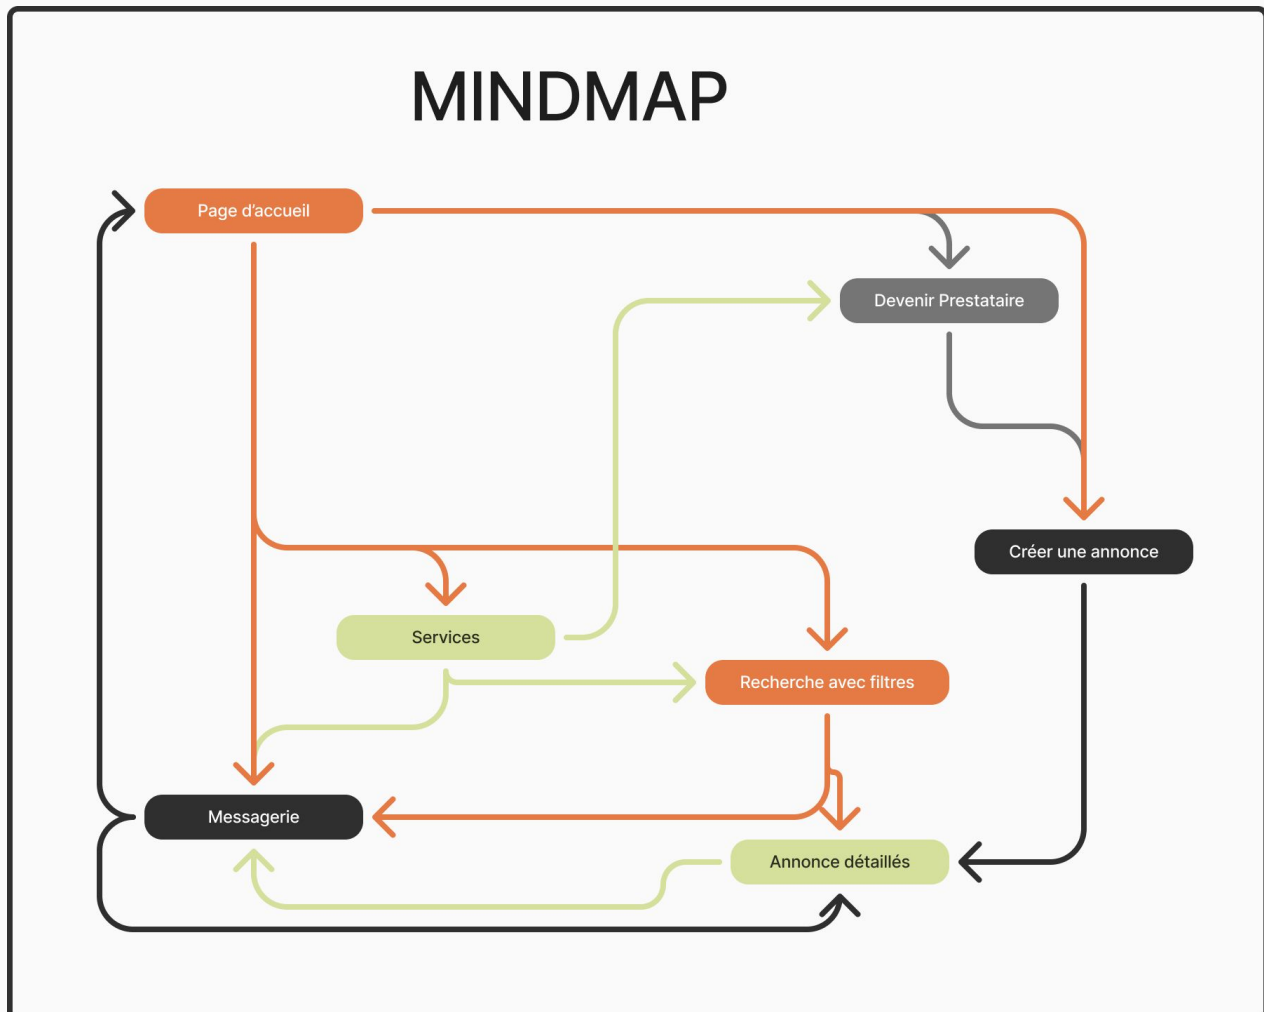 MINDMAP
Page d'accueil
Devenir Prestataire
Créer une annonce
Services
Recherche avec filtres
Messagerie
Annonce détaillés